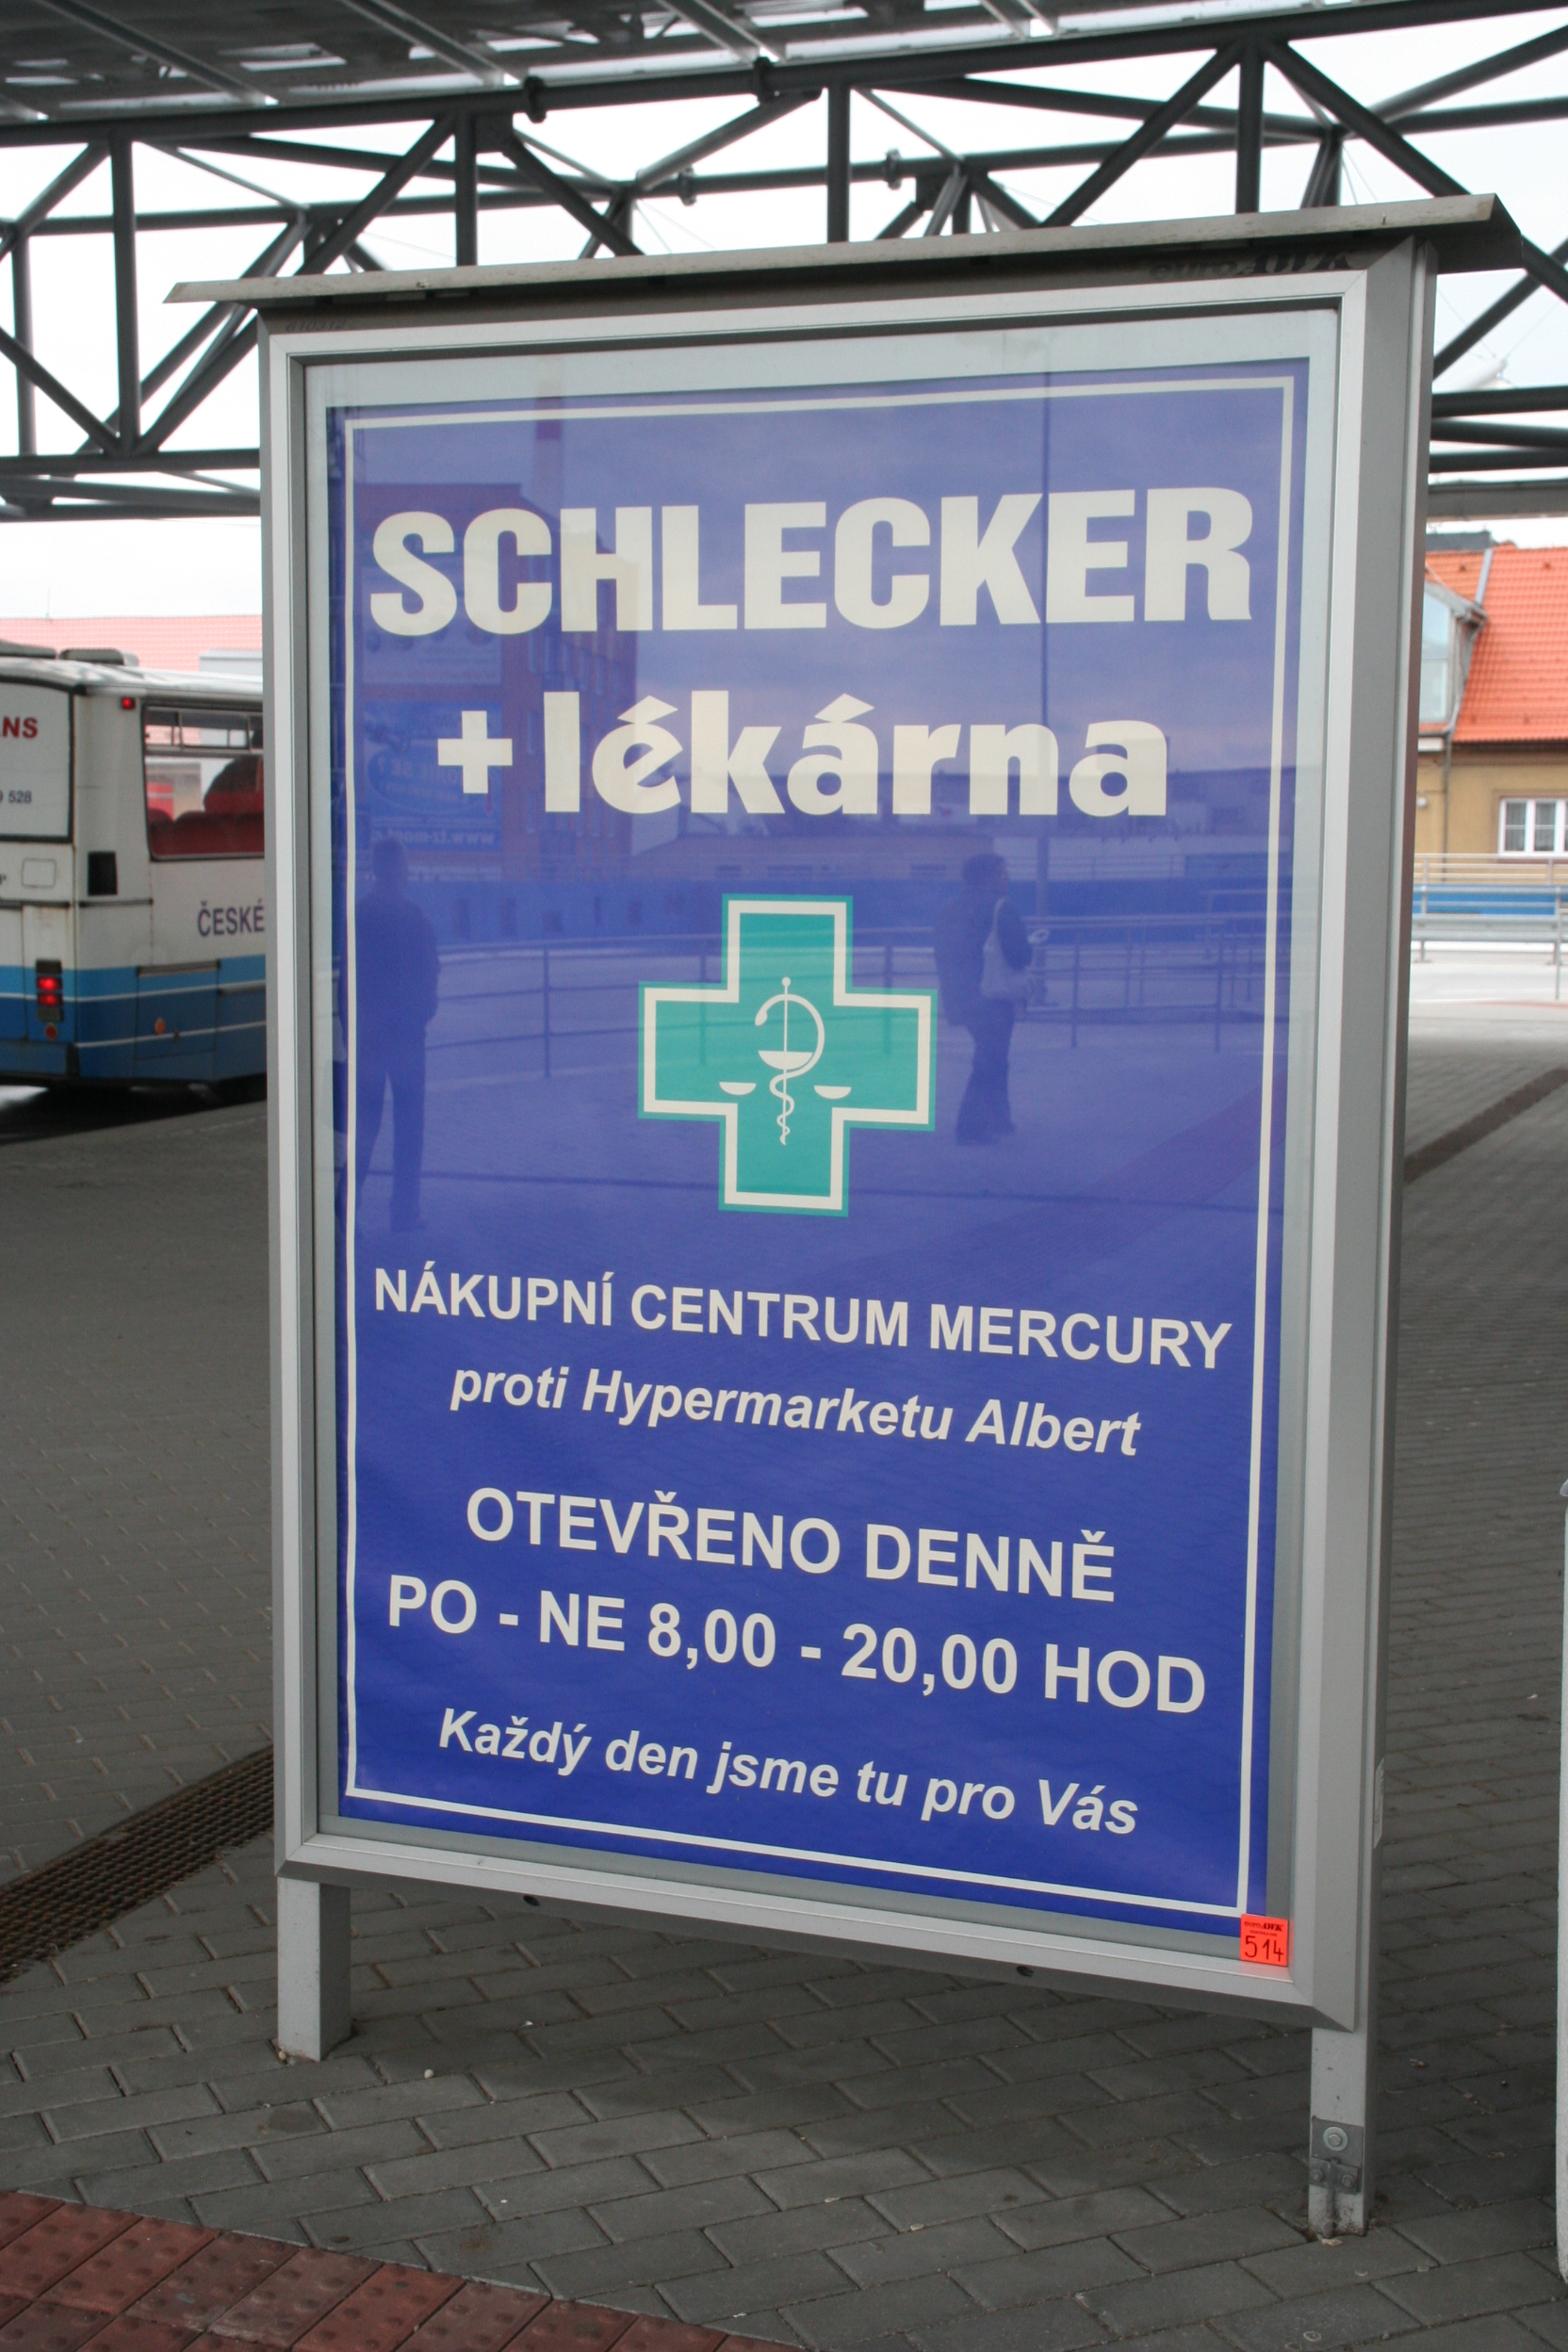 SCHLECKER
+ lékárna
NÁKUPNÍ CENTRUM MERCURY
proti Hypermarketu Albert
OTEVŘENO DENNĚ
PO - NE 8,00 - 20,00 HOD
Každý den jsme tu pro Vás
514
ČESKÉ
528